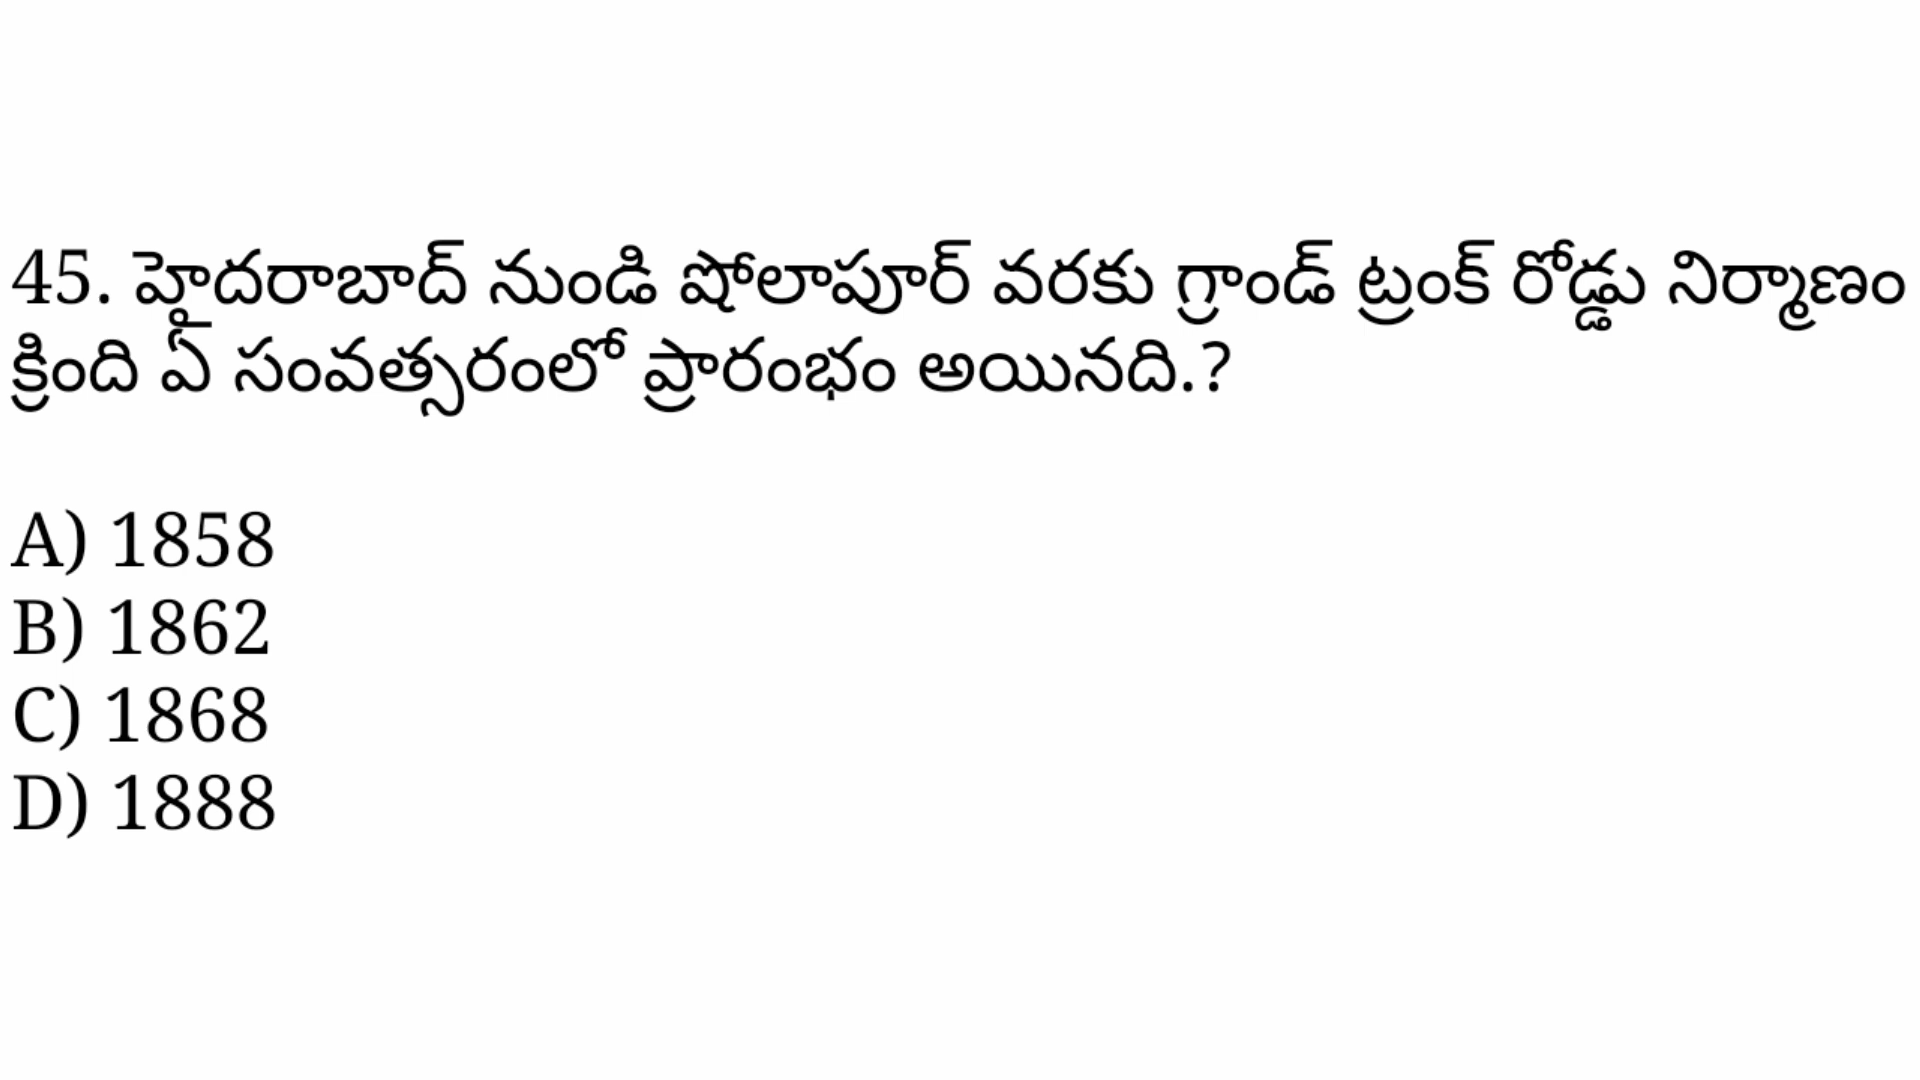 45. హైదరాబాద్ నుండి షోలాపూర్ వరకు గ్రాండ్ ట్రంక్ రోడ్డు నిర్మాణం
క్రింది ఏ సంవత్సరంలో ప్రారంభం అయినది.?
A) 1858
B) 1862
C) 1868
D) 1888